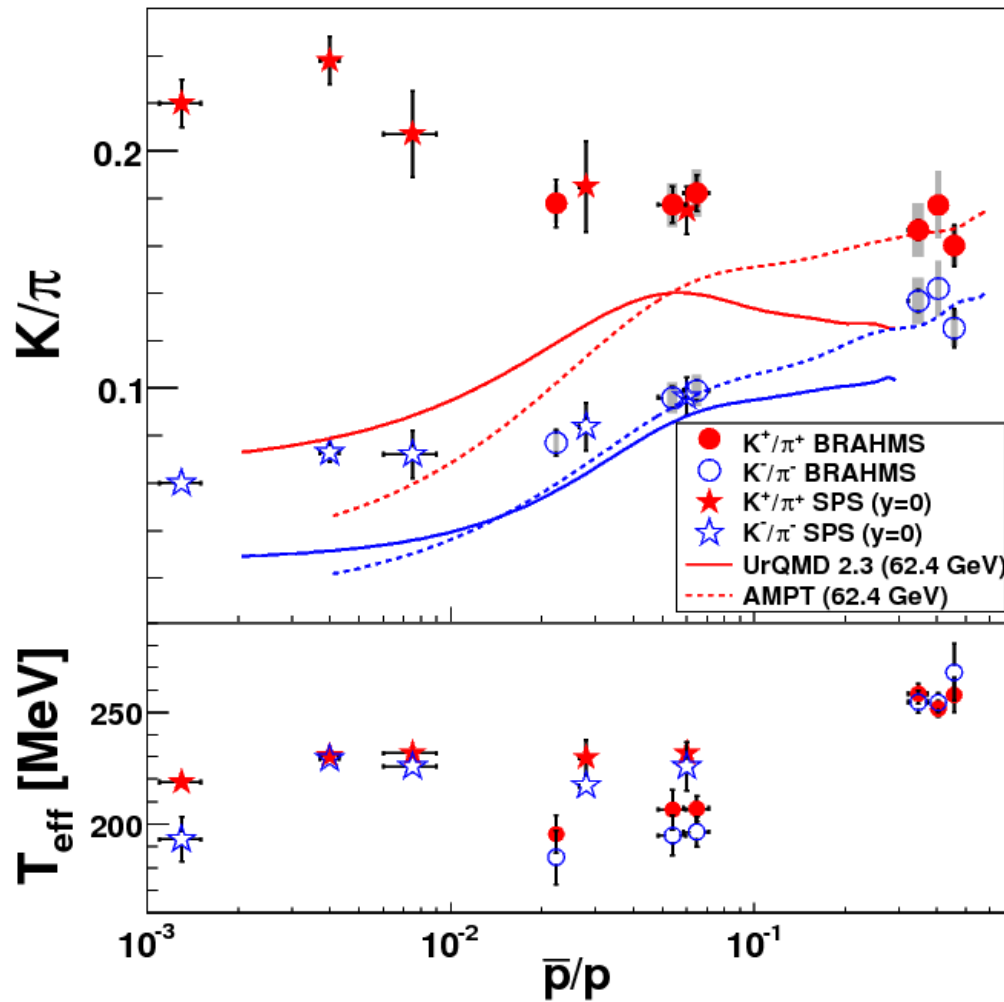 K/π
0.2
0.1
K⁺/π⁺ BRAHMS
K⁻/π⁻ BRAHMS
K⁺/π⁺ SPS (y=0)
K⁻/π⁻ SPS (y=0)
UrQMD 2.3 (62.4 GeV)
AMPT (62.4 GeV)
T_eff [MeV]
250
200
10⁻³ 10⁻² 10⁻¹
p̅/p